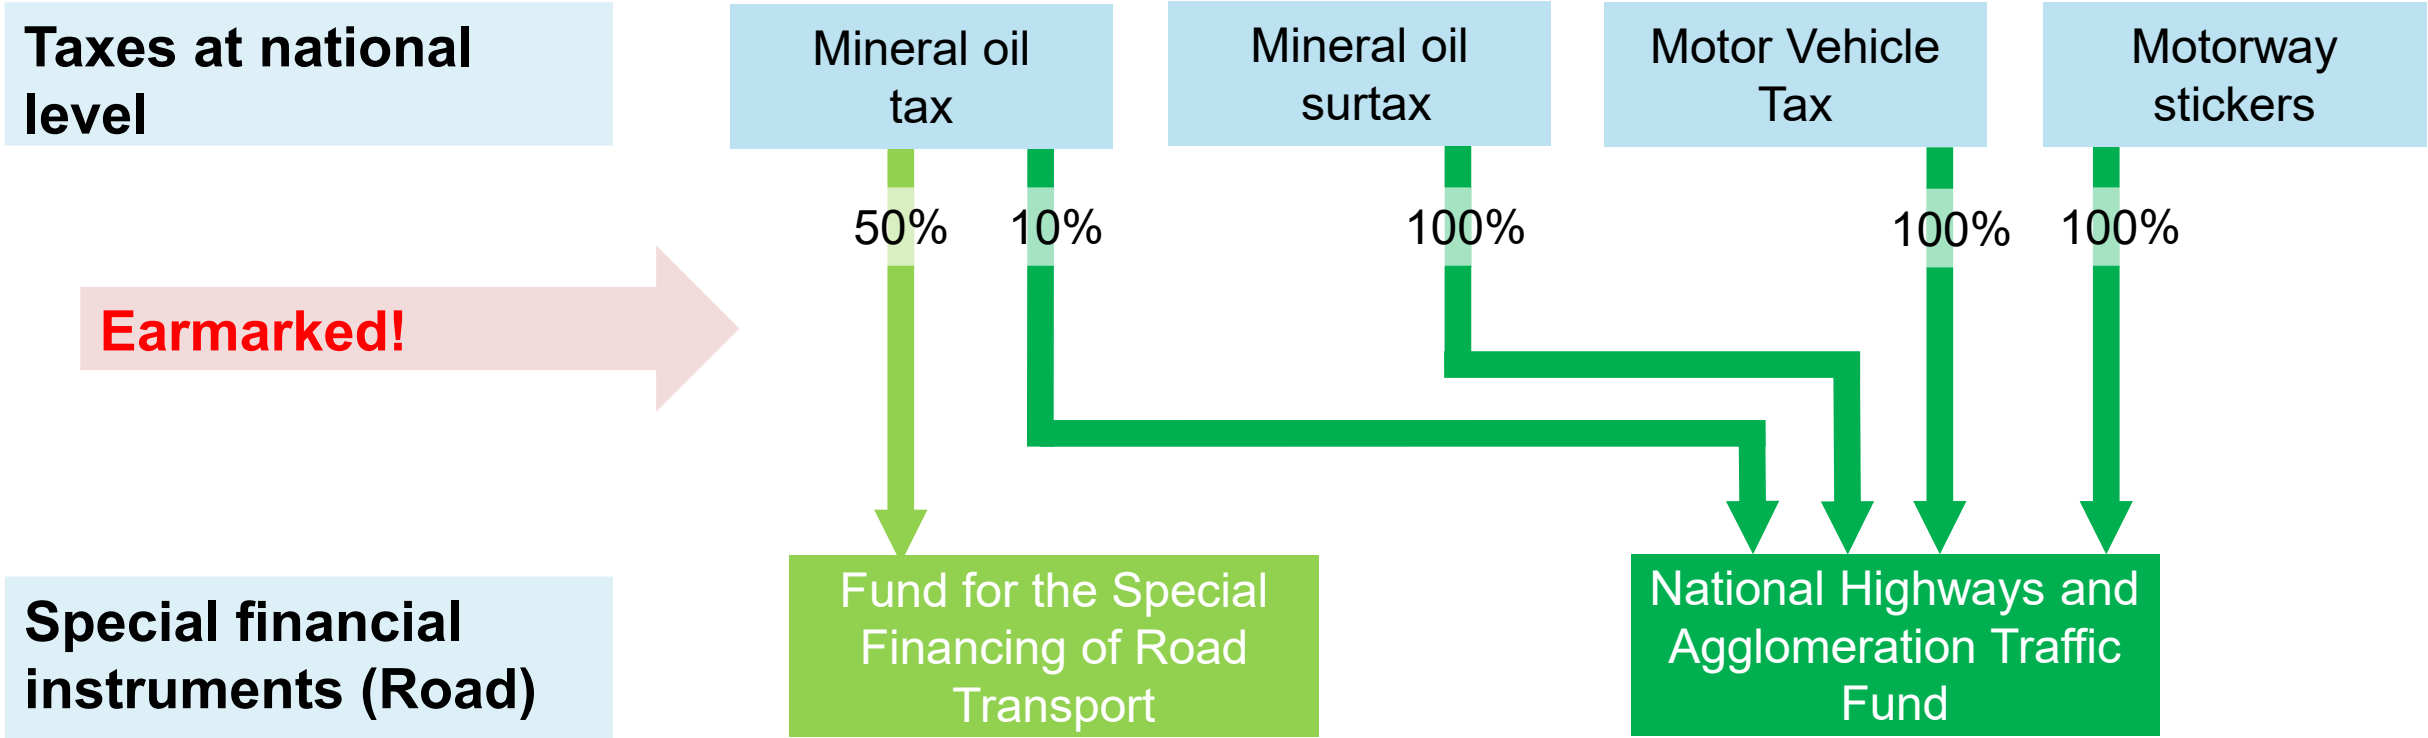 Taxes at national
level
Mineral oil
tax
Mineral oil
surtax
Motor Vehicle
Tax
Motorway
stickers
50%
10%
100%
100%
100%
Earmarked!
Special financial
instruments (Road)
Fund for the Special
Financing of Road
Transport
National Highways and
Agglomeration Traffic
Fund